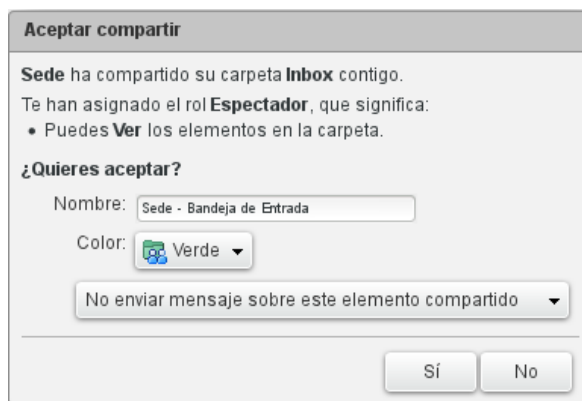 Aceptar compartir
Sede ha compartido su carpeta Inbox contigo.
Te han asignado el rol Espectador, que significa:
• Puedes Ver los elementos en la carpeta.
¿Quieres aceptar?
Nombre: Sede - Bandeja de Entrada
Color: Verde
No enviar mensaje sobre este elemento compartido
Sí No